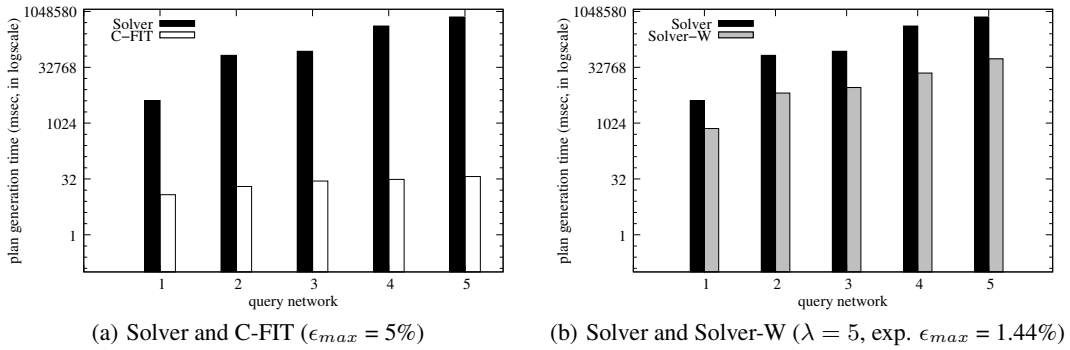 plan generation time (msec, in logscale)
1048580
32768
1024
32
1
Solver
C-FIT
1 2 3 4 5
query network
(a) Solver and C-FIT (ϵmax = 5%)
plan generation time (msec, in logscale)
1048580
32768
1024
32
1
Solver
Solver-W
1 2 3 4 5
query network
(b) Solver and Solver-W (λ = 5, exp. ϵmax = 1.44%)